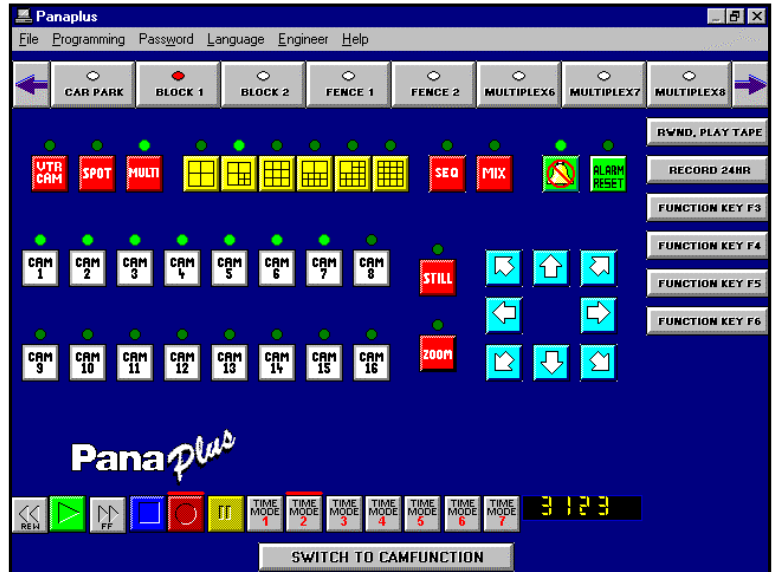 Panaplus
File Programming Password Language Engineer Help
CAR PARK BLOCK 1 BLOCK 2 FENCE 1 FENCE 2 MULTIPLEX6 MULTIPLEX7 MULTIPLEX8
RWND, PLAY TAPE
VTR CAM SPOT MULTI SEQ MIX ALARM RESET
RECORD 24HR
FUNCTION KEY F3
FUNCTION KEY F4
CAM 1 CAM 2 CAM 3 CAM 4 CAM 5 CAM 6 CAM 7 CAM 8
STILL
FUNCTION KEY F5
FUNCTION KEY F6
CAM 9 CAM 10 CAM 11 CAM 12 CAM 13 CAM 14 CAM 15 CAM 16
ZOOM
PanaPlus
REW FF TIME MODE 1 TIME MODE 2 TIME MODE 3 TIME MODE 4 TIME MODE 5 TIME MODE 6 TIME MODE 7 3123
SWITCH TO CAMFUNCTION